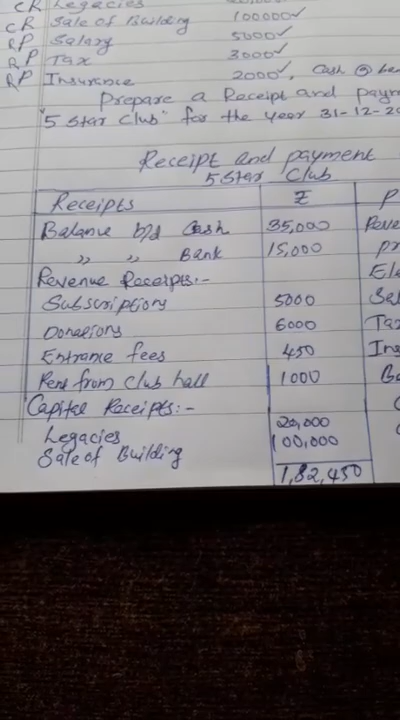 CR Legacies
CR Sale of Building 100000✓
RP Salary 5000✓
RP Tax 3000✓
RP Insurance 2000✓, Cash @
Prepare a Receipt and
"5 Star Club" for the year 31-12-20
Receipt and payment
5 Star Club
Receipts ₹ P
Balance b/d Cash 35,000
" " Bank 15,000
Revenue Receipts:-
Subscriptions 5000
Donations 6000
Entrance fees 450 Ins
Rent from Club hall 1000
Capital Receipts:-
Legacies 20,000
Sale of Building 100,000
1,82,450